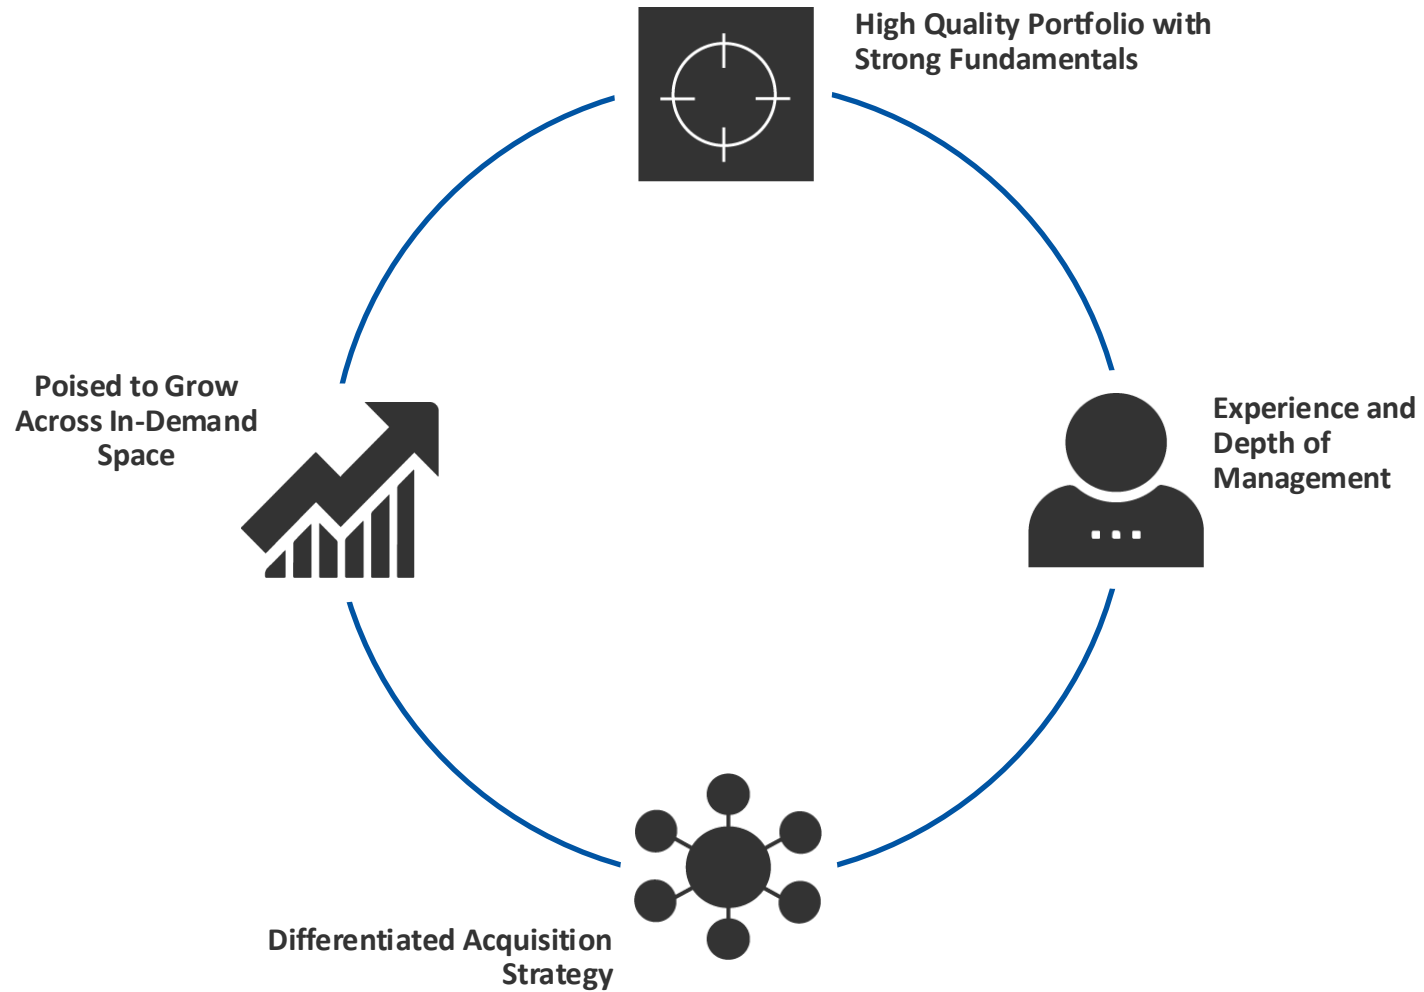 High Quality Portfolio with
Strong Fundamentals
Poised to Grow
Across In-Demand
Space
Experience and
Depth of
Management
Differentiated Acquisition
Strategy